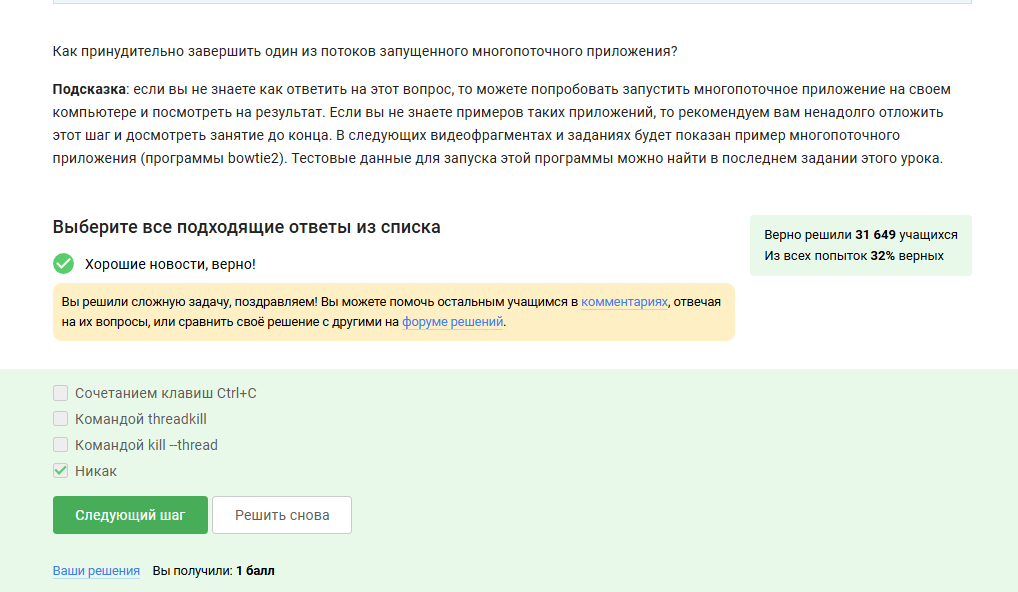 Как принудительно завершить один из потоков запущенного многопоточного приложения?
Подсказка: если вы не знаете как ответить на этот вопрос, то можете попробовать запустить многопоточное приложение на своем
компьютере и посмотреть на результат. Если вы не знаете примеров таких приложений, то рекомендуем вам ненадолго отложить
этот шаг и досмотреть занятие до конца. В следующих видеофрагментах и заданиях будет показан пример многопоточного
приложения (программы bowtie2). Тестовые данные для запуска этой программы можно найти в последнем задании этого урока.
Выберите все подходящие ответы из списка
Верно решили 31 649 учащихся
Из всех попыток 32% верных
Хорошие новости, верно!
Вы решили сложную задачу, поздравляем! Вы можете помочь остальным учащимся в комментариях, отвечая
на их вопросы, или сравнить своё решение с другими на форуме решений.
Сочетанием клавиш Ctrl+C
Командой threadkill
Командой kill --thread
Никак
Следующий шаг
Решить снова
Ваши решения Вы получили: 1 балл